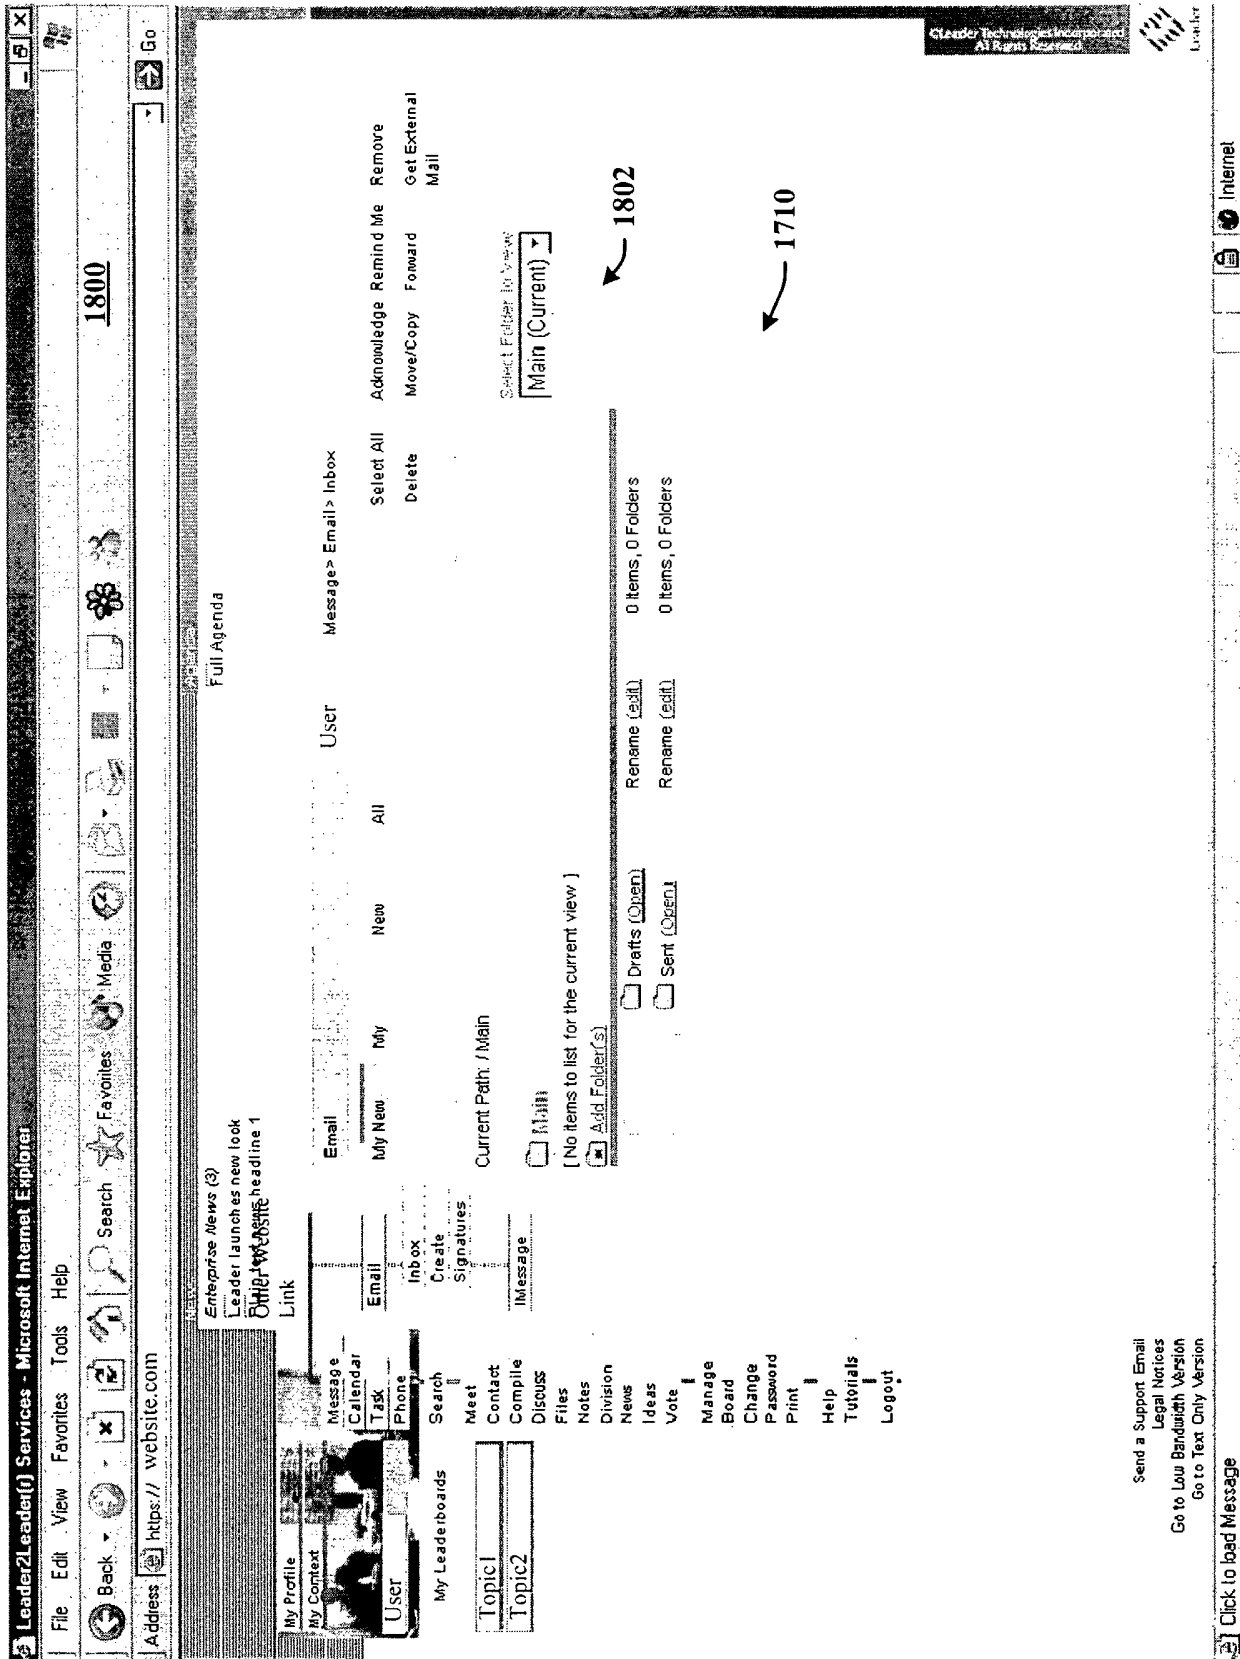 Leader2Leader() Services - Microsoft Internet Explorer
File Edit View Favorites Tools Help
Back Search Favorites Media
1800
Address https:// website.com Go
News
Full Agenda
Enterprise News (3)
Leader launches new look
Plain text news headline 1
Other Website
Link
My Profile
My Context
User
My Leaderboards
Topic1
Topic2
Message
Calendar
Task
Phone
Search
Meet
Contact
Compile
Discuss
Files
Notes
Division
News
Ideas
Vote
Manage
Board
Change
Password
Print
Help
Tutorials
Logout
Email
Inbox
Create
Signatures
IMessage
Email User Message> Email> Inbox
My New My New All
Select All Acknowledge Remind Me Remove
Delete Move/Copy Forward Get External
Mail
Current Path: / Main
Select Folder to View
Main (Current)
Main
[ No items to list for the current view ]
Add Folder(s)
1802
Drafts (Open) Rename (edit) 0 Items, 0 Folders
Sent (Open) Rename (edit) 0 Items, 0 Folders
1710
©Leader Technologies Incorporated
All Rights Reserved
Leader
Send a Support Email
Legal Notices
Go to Low Bandwidth Version
Go to Text Only Version
Click to load Message Internet